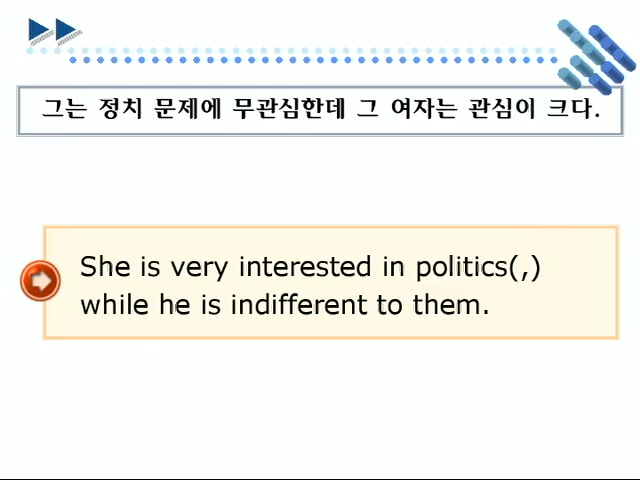 그는 정치 문제에 무관심한데 그 여자는 관심이 크다.
She is very interested in politics(,)
while he is indifferent to them.